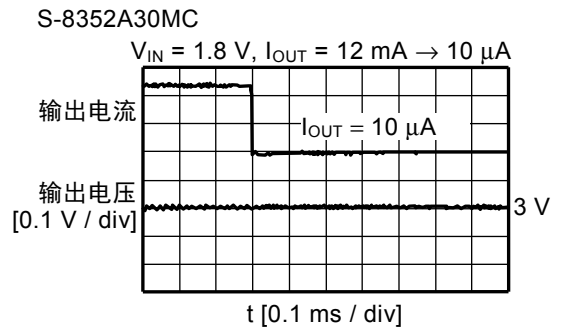 S-8352A30MC
V_IN = 1.8 V, I_OUT = 12 mA → 10 μA
输出电流
I_OUT = 10 μA
输出电压
[0.1 V / div]
3 V
t [0.1 ms / div]